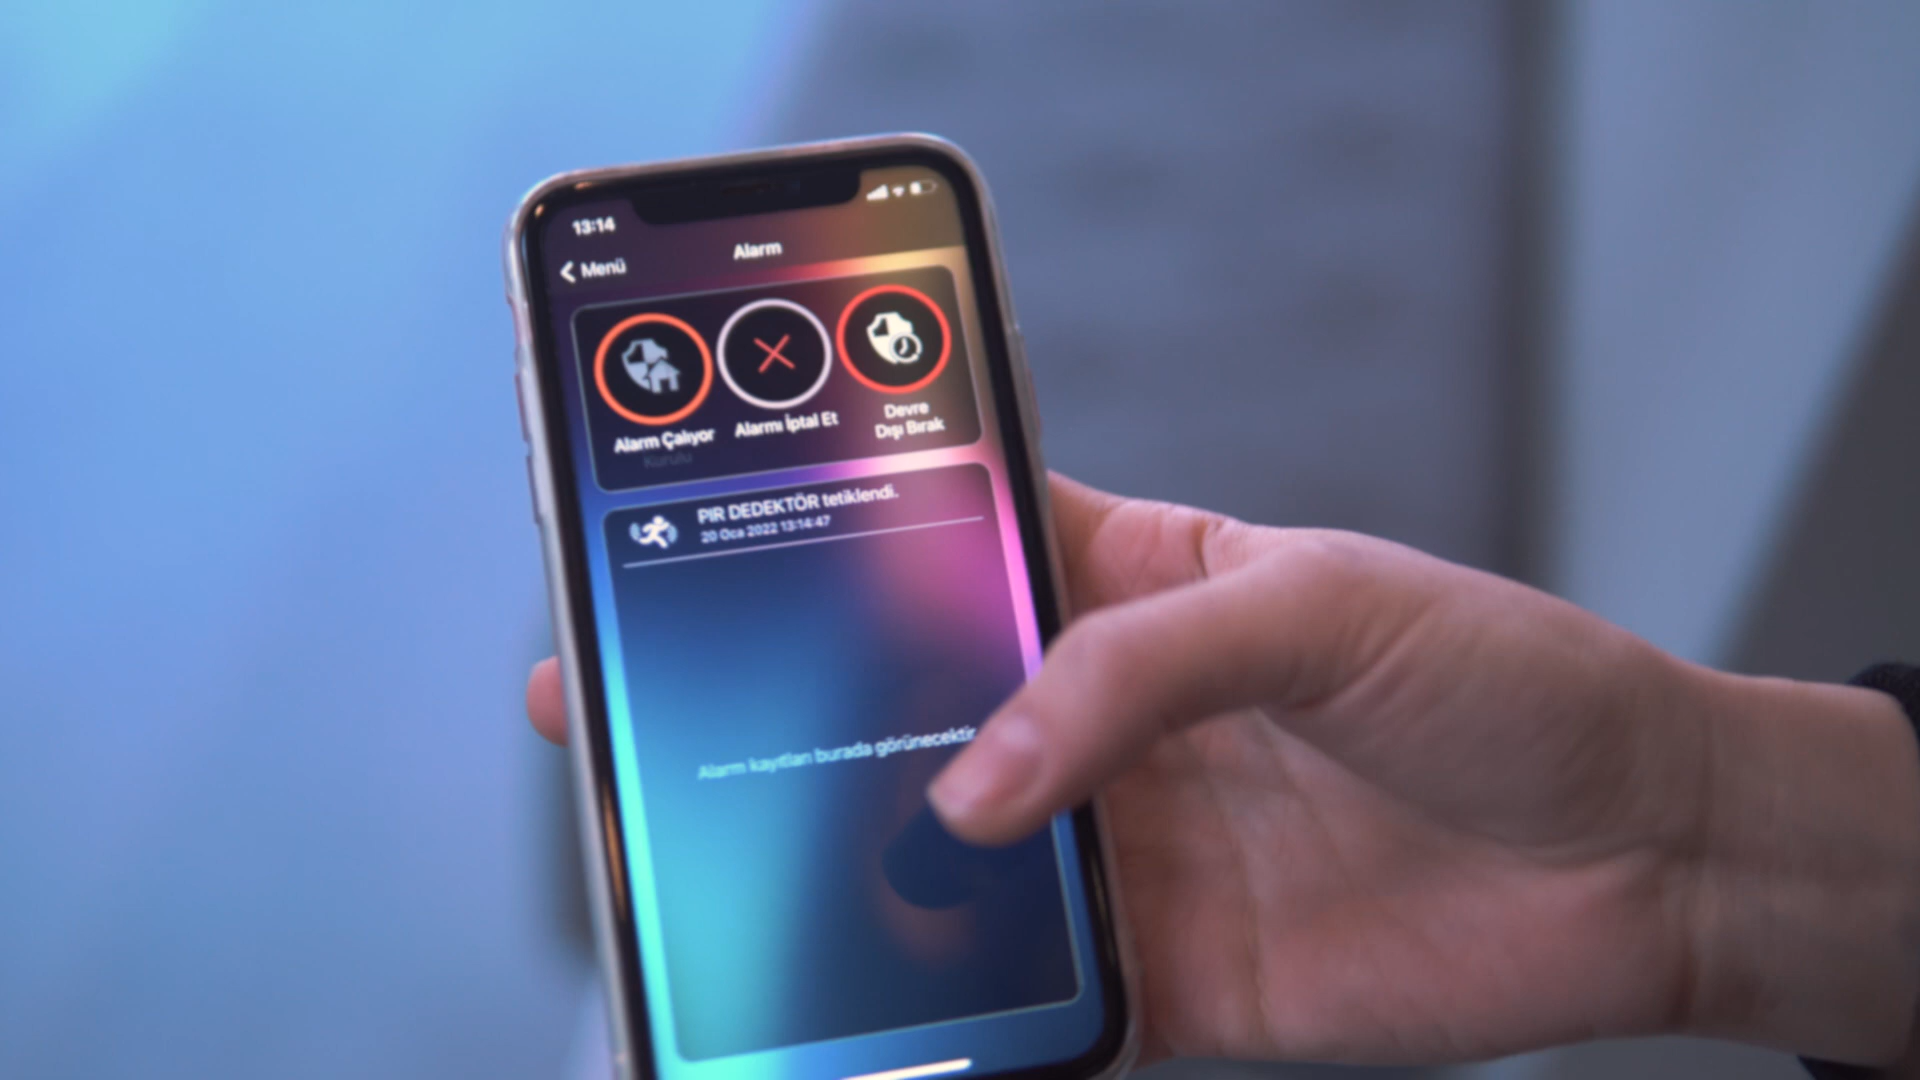 13:14
Menü
Alarm
Alarm Çalıyor
Kurulu
Alarmı İptal Et
Devre
Dışı Bırak
PIR DEDEKTÖR tetiklendi.
20 Oca 2022 13:14:47
Alarm kayıtları burada görünecektir.